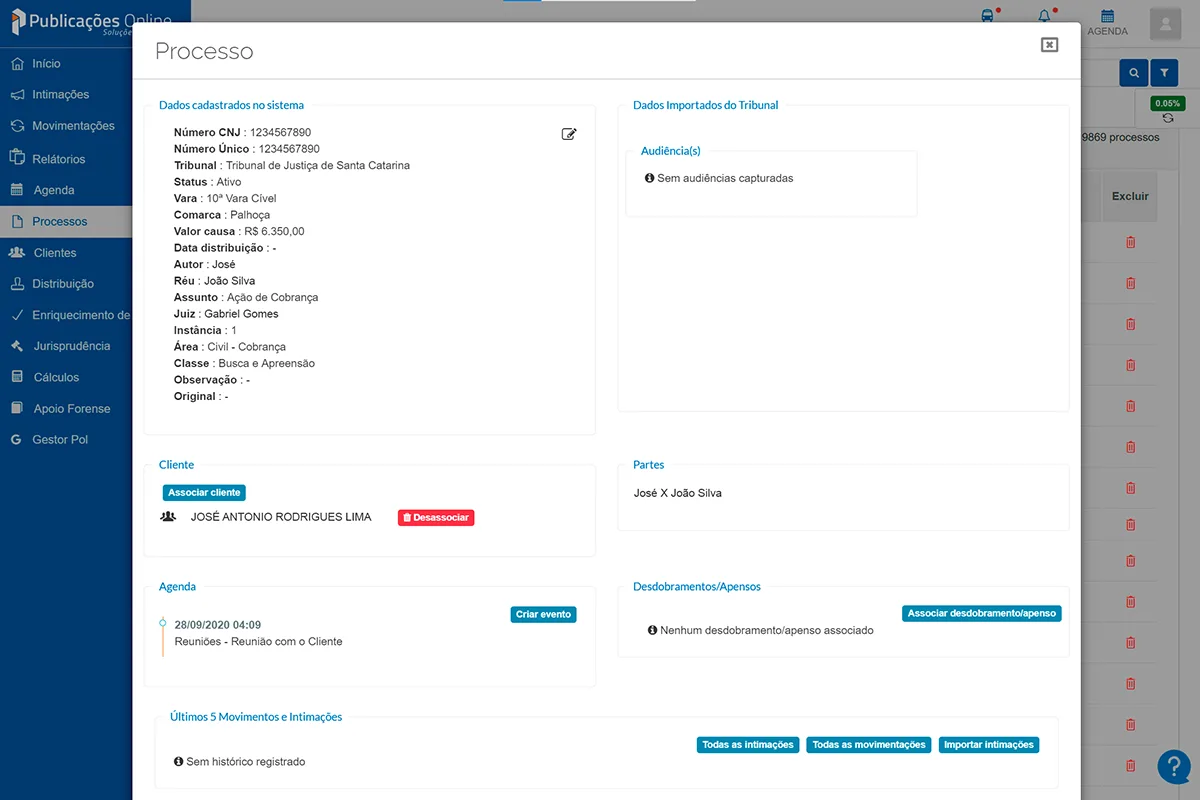 Publicações Online
Soluçõe
AGENDA
Início
Intimações
Movimentações
Relátorios
Agenda
Processos
Clientes
Distribuição
Enriquecimento de
Jurisprudência
Cálculos
Apoio Forense
Gestor Pol
0.05%
9869 processos
Excluir
Processo
Dados cadastrados no sistema
Número CNJ : 1234567890
Número Único : 1234567890
Tribunal : Tribunal de Justiça de Santa Catarina
Status : Ativo
Vara : 10ª Vara Cível
Comarca : Palhoça
Valor causa : R$ 6.350,00
Data distribuição : -
Autor : José
Réu : João Silva
Assunto : Ação de Cobrança
Juiz : Gabriel Gomes
Instância : 1
Área : Civil - Cobrança
Classe : Busca e Apreensão
Observação : -
Original : -
Dados Importados do Tribunal
Audiência(s)
Sem audiências capturadas
Cliente
Associar cliente
JOSÉ ANTONIO RODRIGUES LIMA
Desassociar
Partes
José X João Silva
Agenda
Criar evento
28/09/2020 04:09
Reuniões - Reunião com o Cliente
Desdobramentos/Apensos
Associar desdobramento/apenso
Nenhum desdobramento/apenso associado
Últimos 5 Movimentos e Intimações
Todas as intimações
Todas as movimentações
Importar intimações
Sem histórico registrado